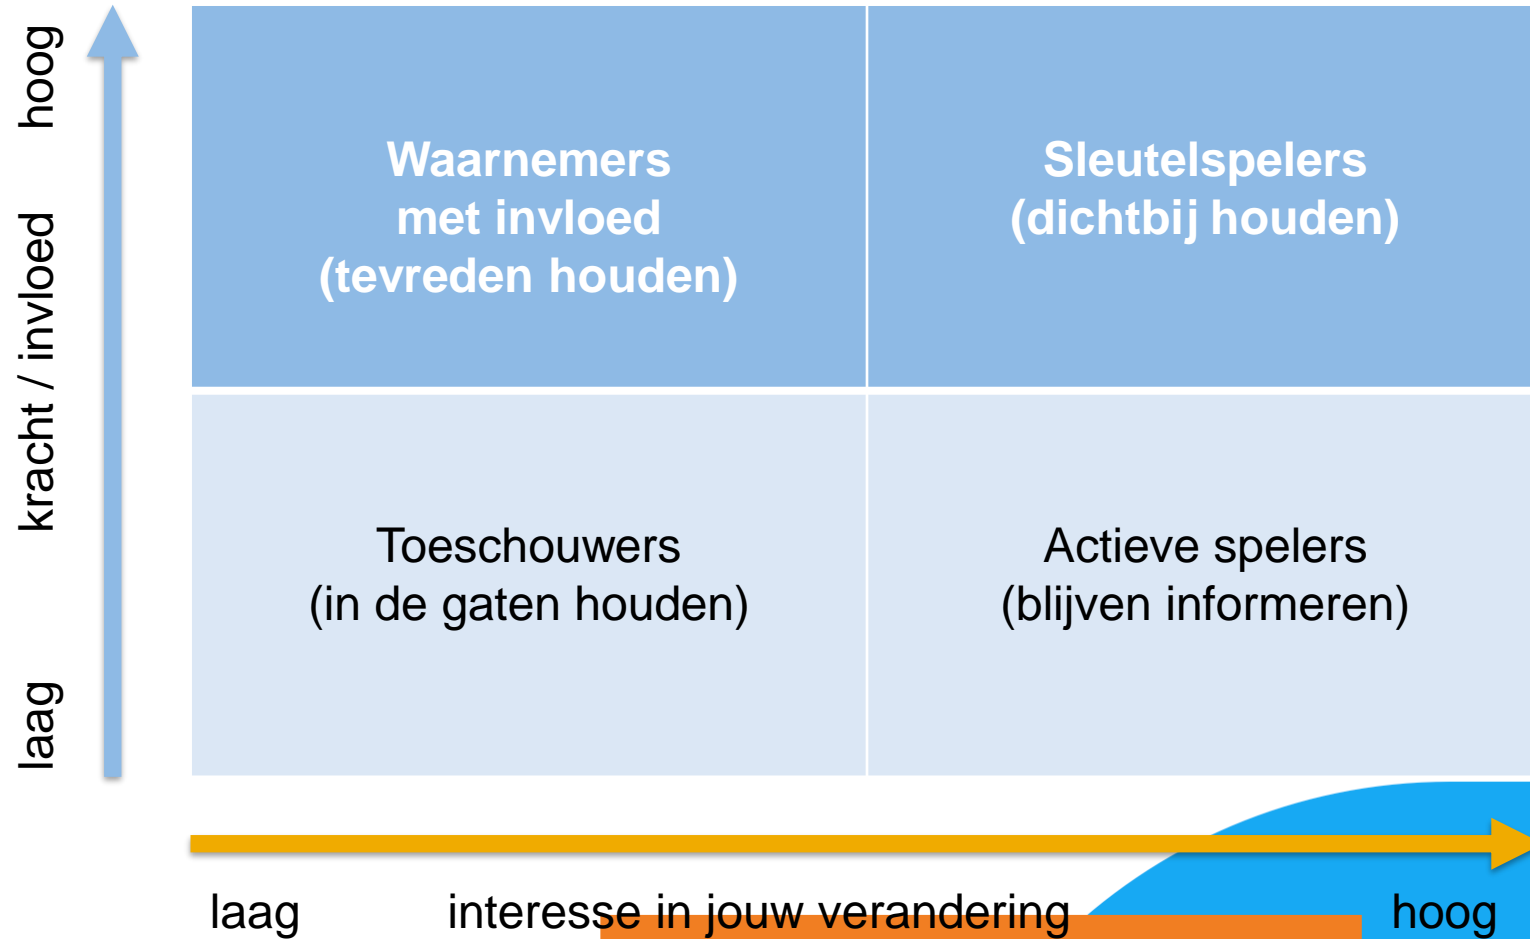 hoog
kracht / invloed
laag
Waarnemers
met invloed
(tevreden houden)
Sleutelspelers
(dichtbij houden)
Toeschouwers
(in de gaten houden)
Actieve spelers
(blijven informeren)
laag
interesse in jouw verandering
hoog